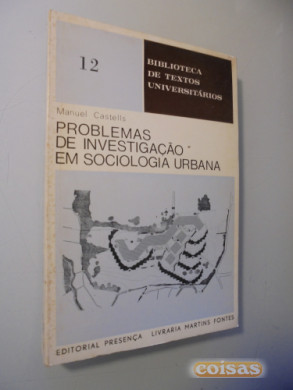 12
BIBLIOTECA
DE TEXTOS
UNIVERSITÁRIOS
Manuel Castells
PROBLEMAS
DE INVESTIGAÇÃO
EM SOCIOLOGIA URBANA
EDITORIAL PRESENÇA LIVRARIA MARTINS FONTES
coisas